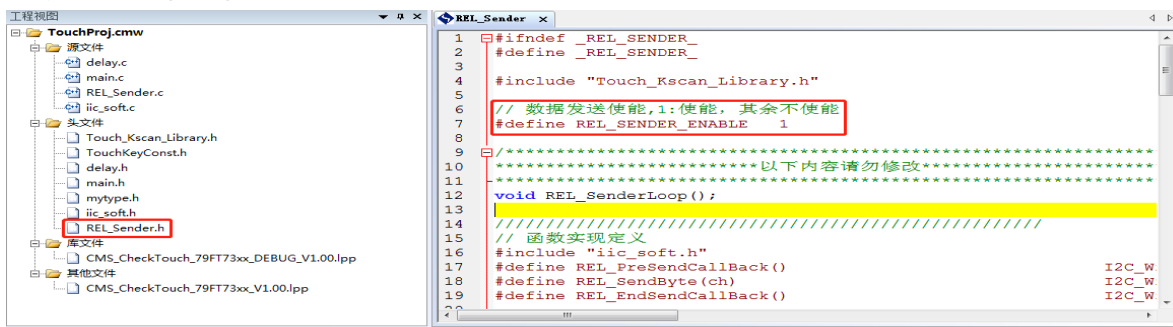 工程视图
TouchProj.cmw
源文件
delay.c
main.c
REL_Sender.c
iic_soft.c
头文件
Touch_Kscan_Library.h
TouchKeyConst.h
delay.h
main.h
mytype.h
iic_soft.h
REL_Sender.h
库文件
CMS_CheckTouch_79FT73xx_DEBUG_V1.00.lpp
其他文件
CMS_CheckTouch_79FT73xx_V1.00.lpp
REL_Sender
1 #ifndef _REL_SENDER_
2 #define _REL_SENDER_
3
4 #include "Touch_Kscan_Library.h"
5
6 // 数据发送使能,1:使能，其余不使能
7 #define REL_SENDER_ENABLE 1
8
9 /************************************************************
10 ************************以下内容请勿修改***********************
11 ************************************************************
12 void REL_SenderLoop();
13
14 //////////////////////////////////////////////////
15 // 函数实现定义
16 #include "iic_soft.h"
17 #define REL_PreSendCallBack() I2C_W
18 #define REL_SendByte(ch) I2C_W
19 #define REL_EndSendCallBack() I2C_W